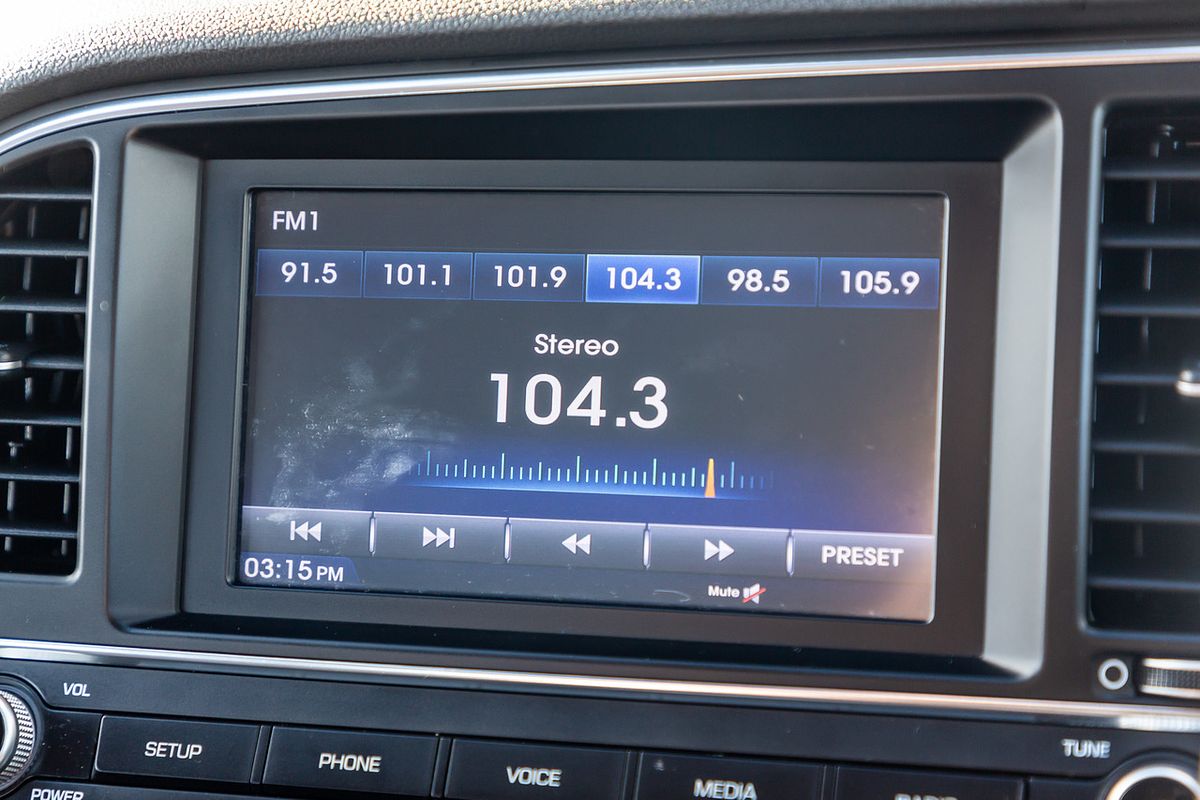 FM1
91.5 101.1 101.9 104.3 98.5 105.9
Stereo
104.3
PRESET
03:15 PM
Mute
VOL
TUNE
SETUP PHONE VOICE MEDIA RADIO
POWER